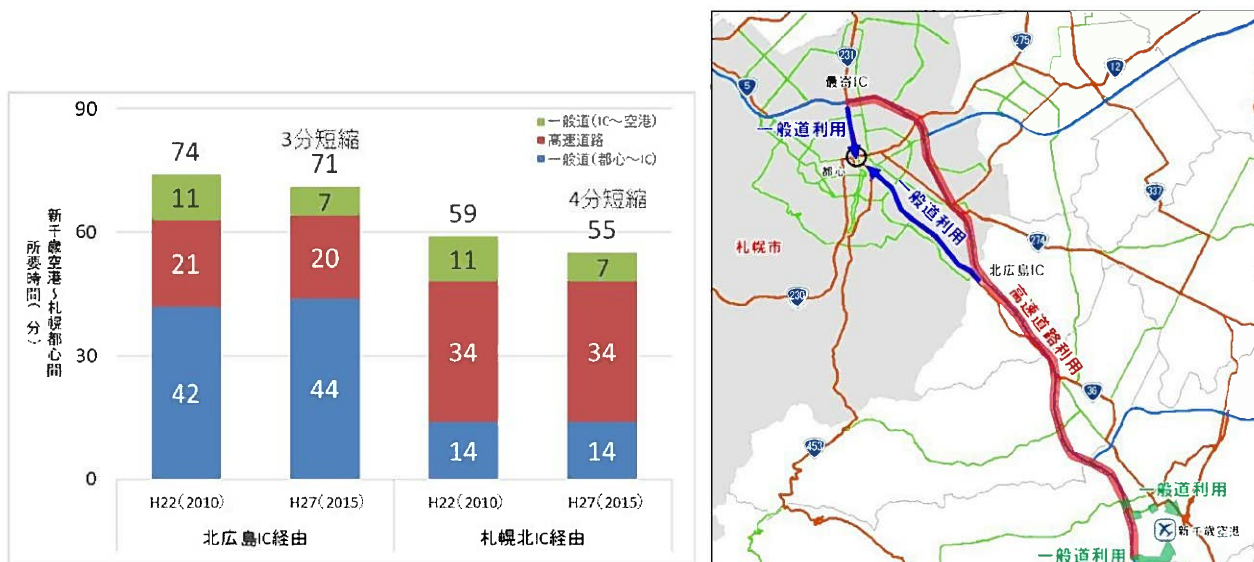 90
60
30
0
新千歳空港～札幌都心間
所要時間(分)
一般道(IC～空港)
高速道路
一般道(都心～IC)
74
11
21
42
3分短縮
71
7
20
44
59
11
34
14
4分短縮
55
7
34
14
H22(2010)
H27(2015)
H22(2010)
H27(2015)
北広島IC経由
札幌北IC経由
231
275
最寄IC
12
5
一般道利用
都心
一般道利用
337
札幌市
274
北広島IC
230
高速道路利用
36
453
一般道利用
新千歳空港
一般道利用